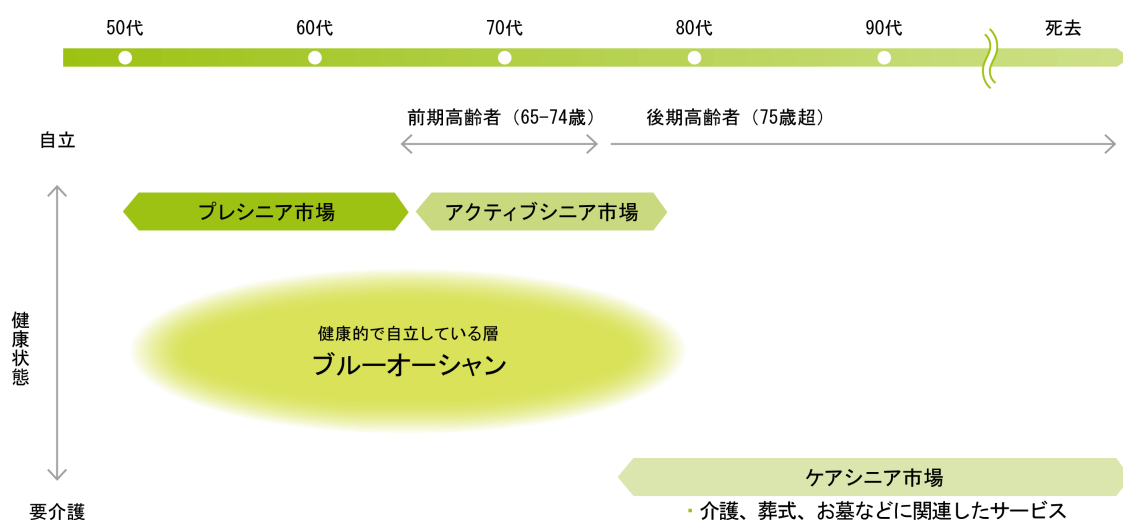 50代
60代
70代
80代
90代
死去
前期高齢者（65-74歳）
後期高齢者（75歳超）
自立
プレシニア市場
アクティブシニア市場
健康的で自立している層
ブルーオーシャン
健康状態
ケアシニア市場
・介護、葬式、お墓などに関連したサービス
要介護